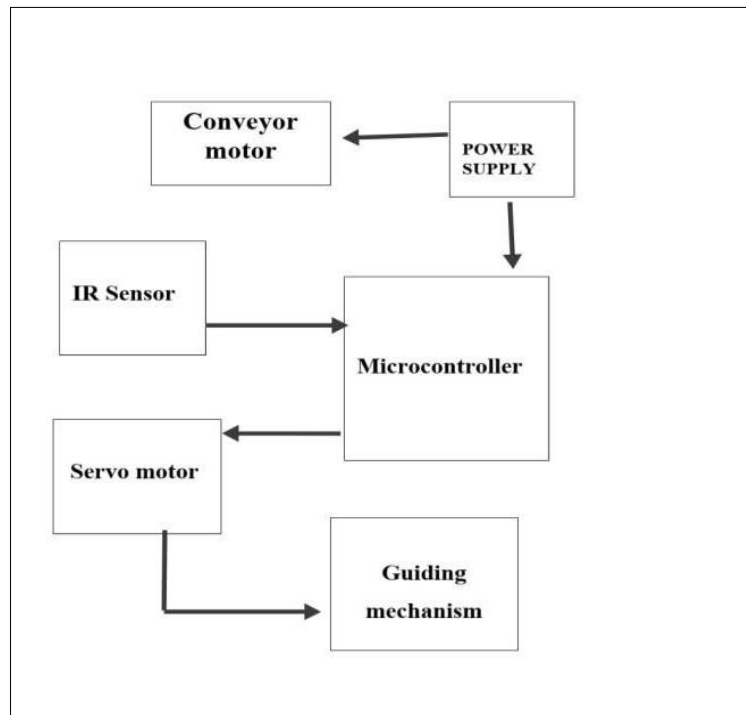 Conveyor
motor
POWER
SUPPLY
IR Sensor
Microcontroller
Servo motor
Guiding
mechanism